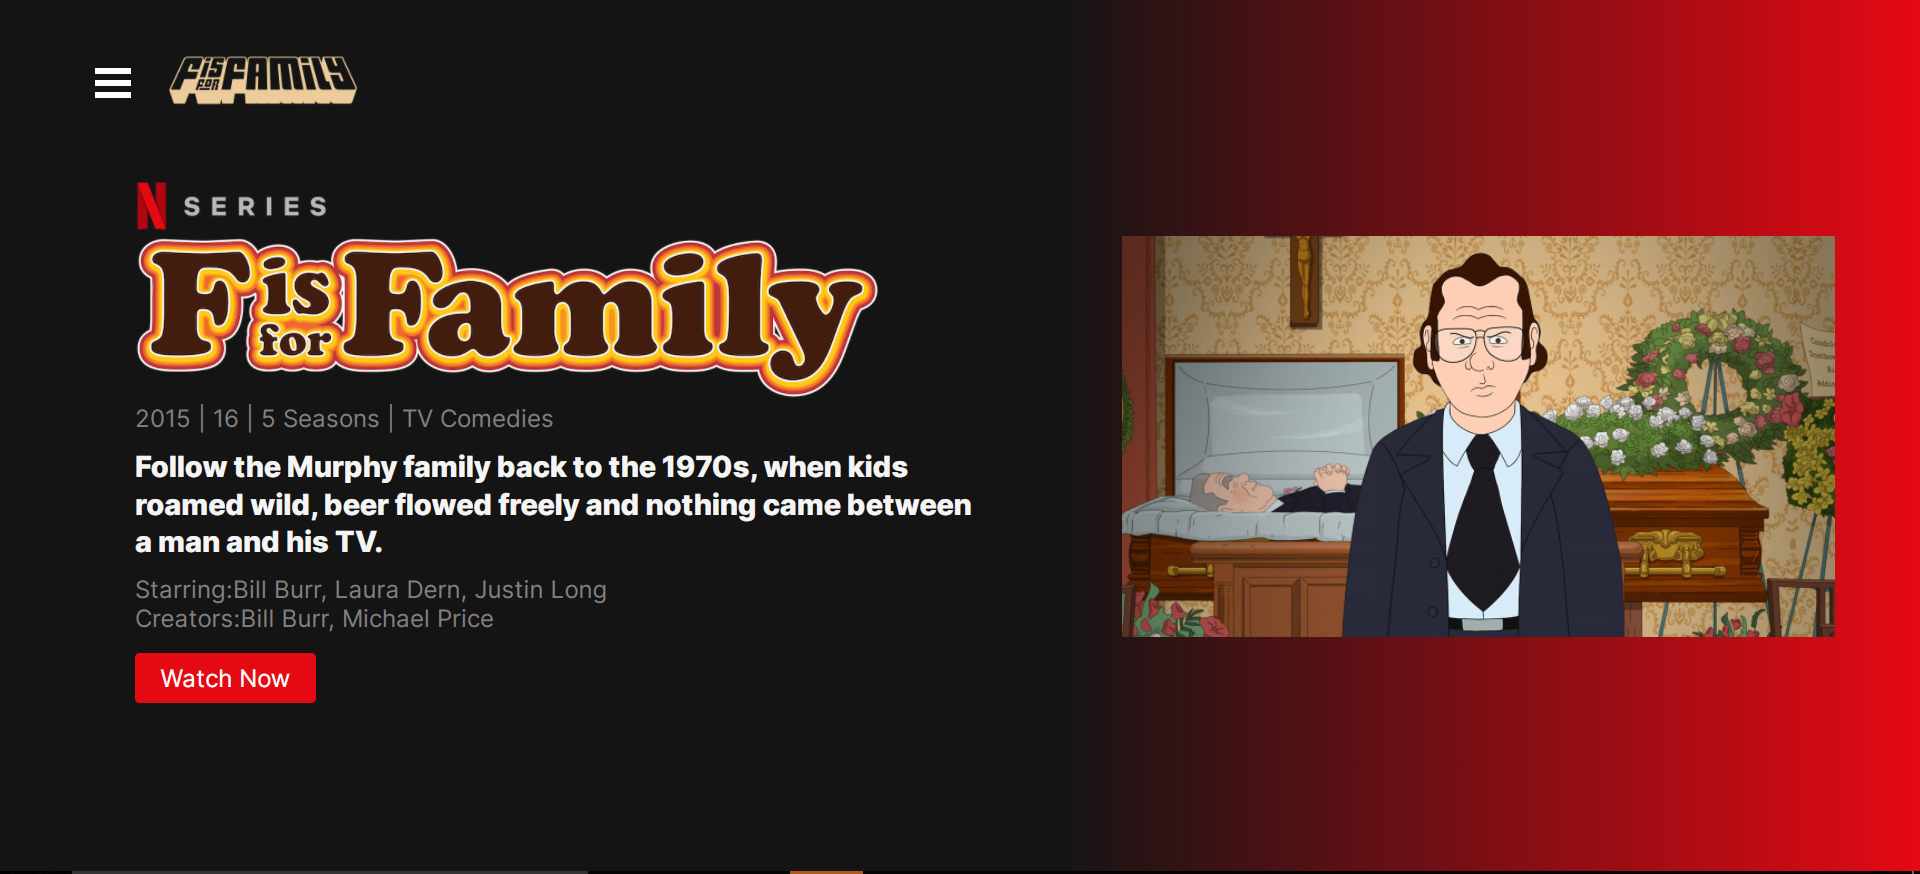 F is for Family
N SERIES
F is for Family
2015 | 16 | 5 Seasons | TV Comedies
Follow the Murphy family back to the 1970s, when kids
roamed wild, beer flowed freely and nothing came between
a man and his TV.
Starring:Bill Burr, Laura Dern, Justin Long
Creators:Bill Burr, Michael Price
Watch Now